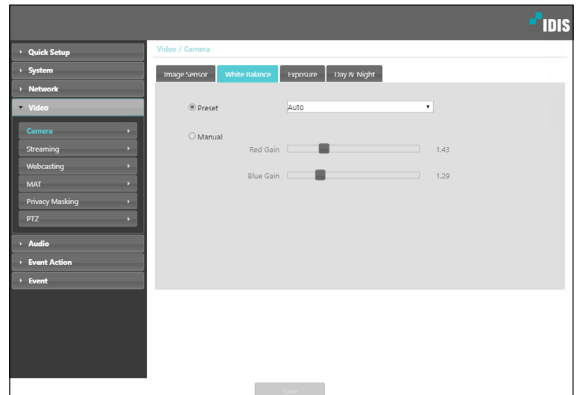 IDIS
Quick Setup
System
Network
Video
Camera
Streaming
Webcasting
MAT
Privacy Masking
PTZ
Audio
Event Action
Event
Video / Camera
Image Sensor White Balance Exposure Day & Night
Preset Auto
Manual
Red Gain 1.43
Blue Gain 1.29
Save